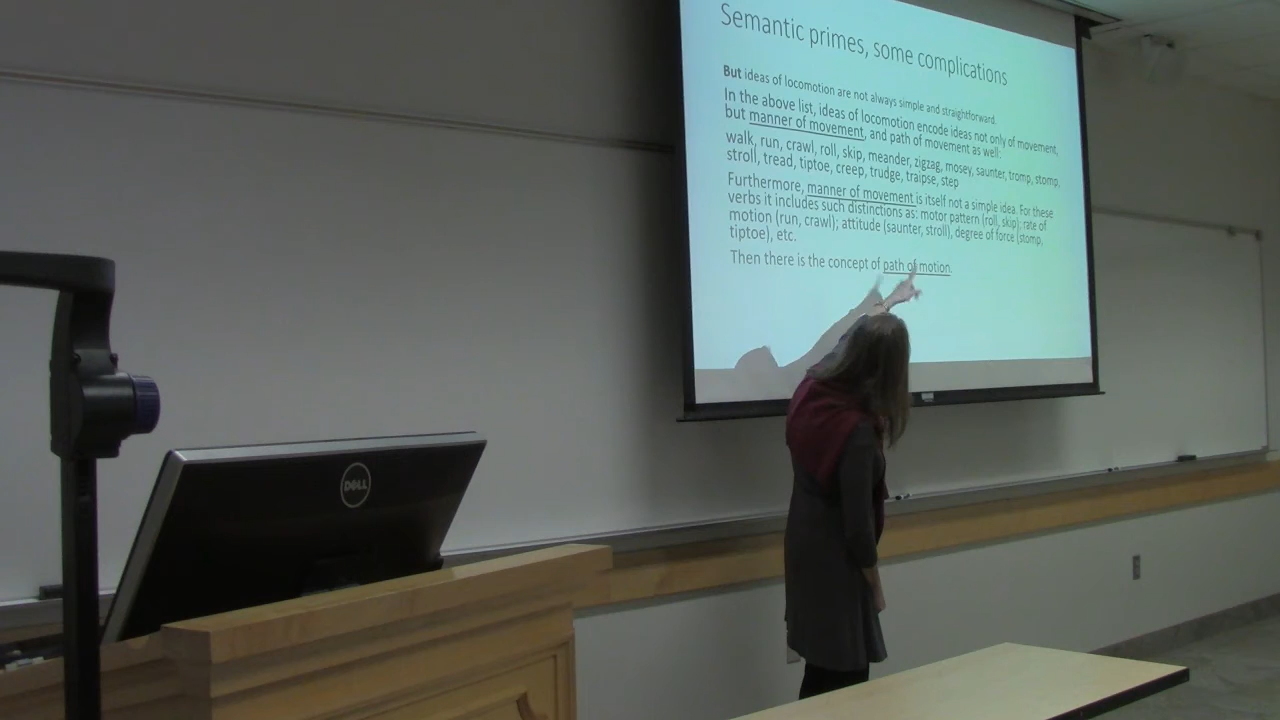 Semantic primes, some complications
But ideas of locomotion are not always simple and straightforward.
In the above list, ideas of locomotion encode ideas not only of movement,
but manner of movement, and path of movement as well:
walk, run, crawl, roll, skip, meander, zigzag, mosey, saunter, tromp, stomp,
stroll, tread, tiptoe, creep, trudge, traipse, step
Furthermore, manner of movement is itself not a simple idea. For these
verbs it includes such distinctions as: motor pattern (roll, skip); rate of
motion (run, crawl); attitude (saunter, stroll), degree of force (stomp,
tiptoe), etc.
Then there is the concept of path of motion.
DELL